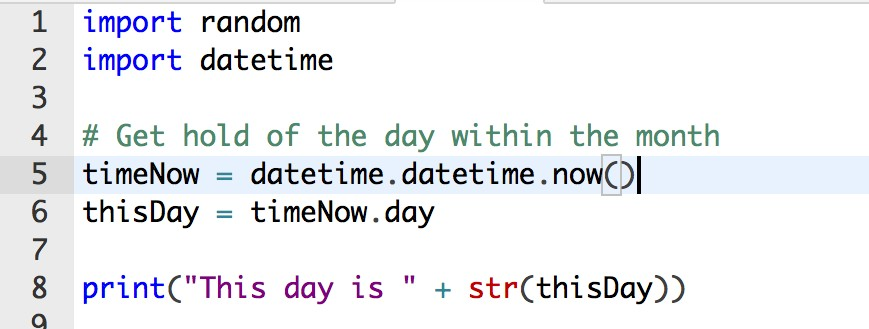 1 import random
2 import datetime
3
4 # Get hold of the day within the month
5 timeNow = datetime.datetime.now()
6 thisDay = timeNow.day
7
8 print("This day is " + str(thisDay))
9